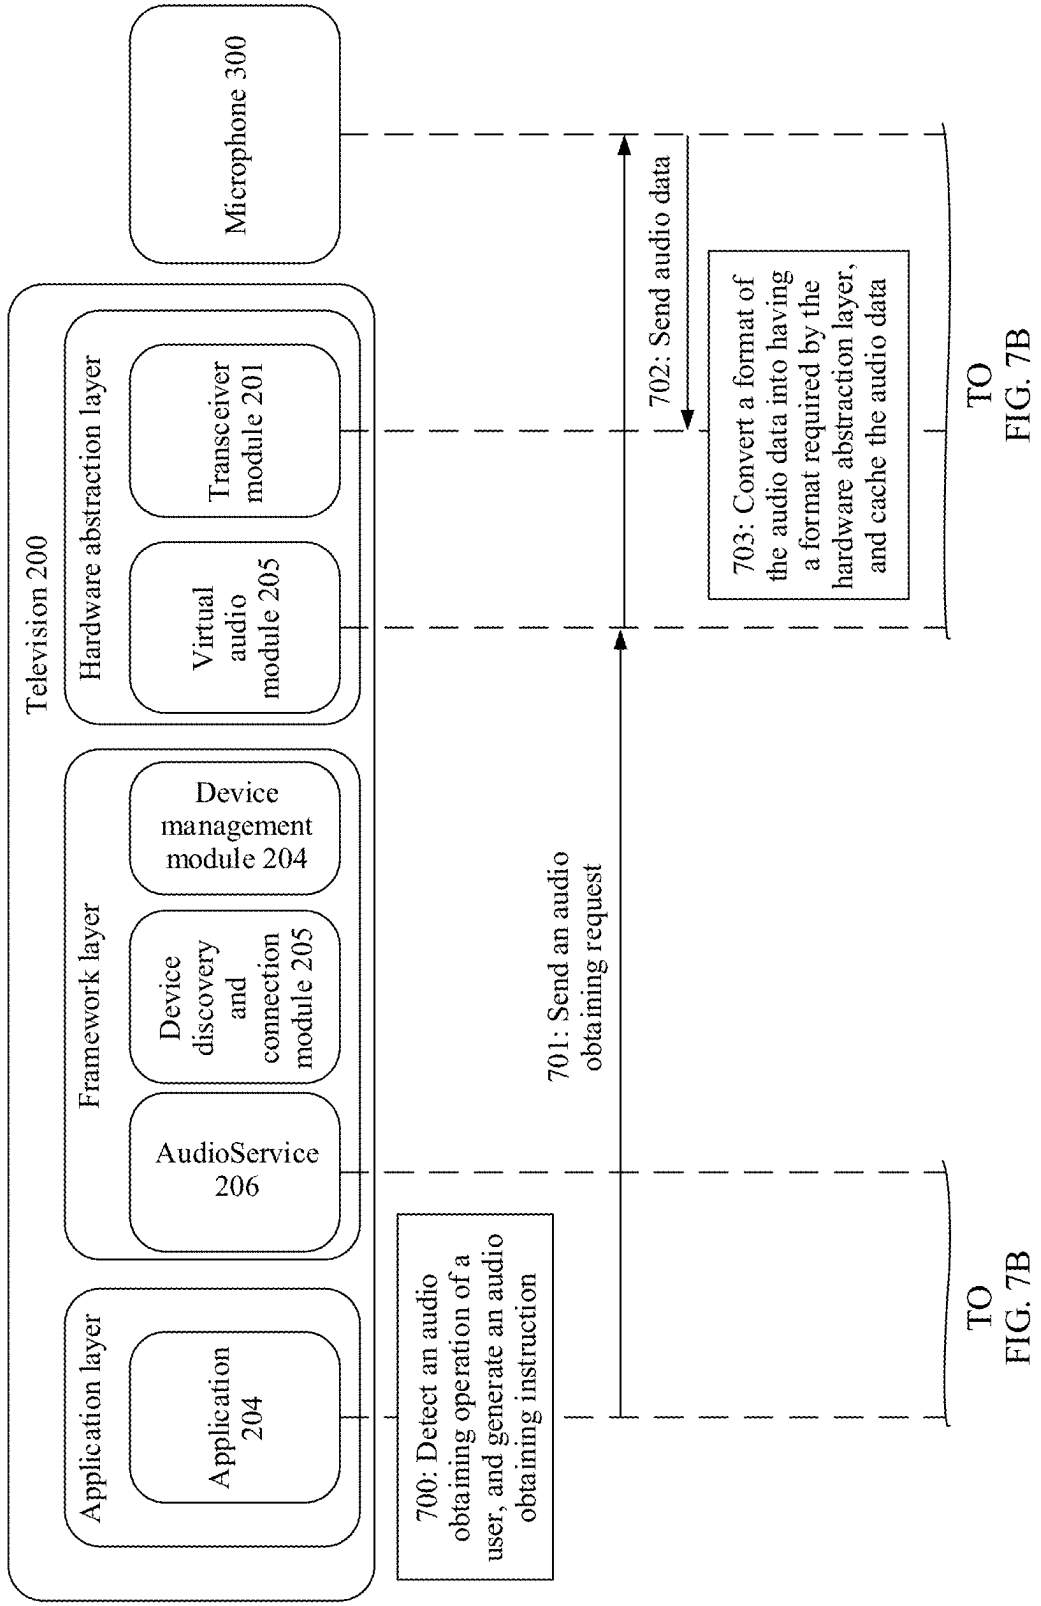 Television 200
Application layer
Application
204
Framework layer
AudioService
206
Device
discovery
and
connection
module 205
Device
management
module 204
Hardware abstraction layer
Virtual
audio
module 205
Transceiver
module 201
Microphone 300
700: Detect an audio
obtaining operation of a
user, and generate an audio
obtaining instruction
701: Send an audio
obtaining request
702: Send audio data
703: Convert a format of
the audio data into having
a format required by the
hardware abstraction layer,
and cache the audio data
TO
FIG. 7B
TO
FIG. 7B